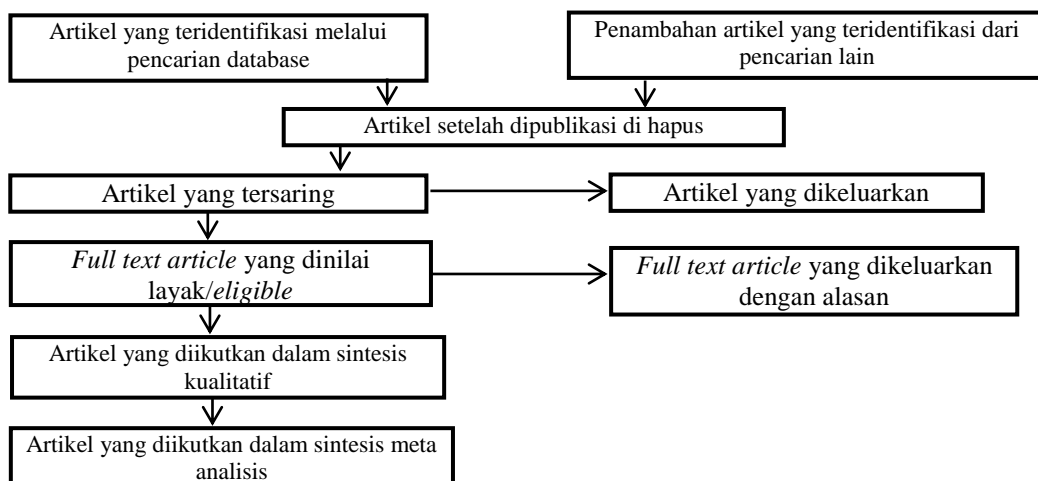 Artikel yang teridentifikasi melalui
pencarian database
Penambahan artikel yang teridentifikasi dari
pencarian lain
Artikel setelah dipublikasi di hapus
Artikel yang tersaring
Artikel yang dikeluarkan
Full text article yang dinilai
layak/eligible
Full text article yang dikeluarkan
dengan alasan
Artikel yang diikutkan dalam sintesis
kualitatif
Artikel yang diikutkan dalam sintesis meta
analisis